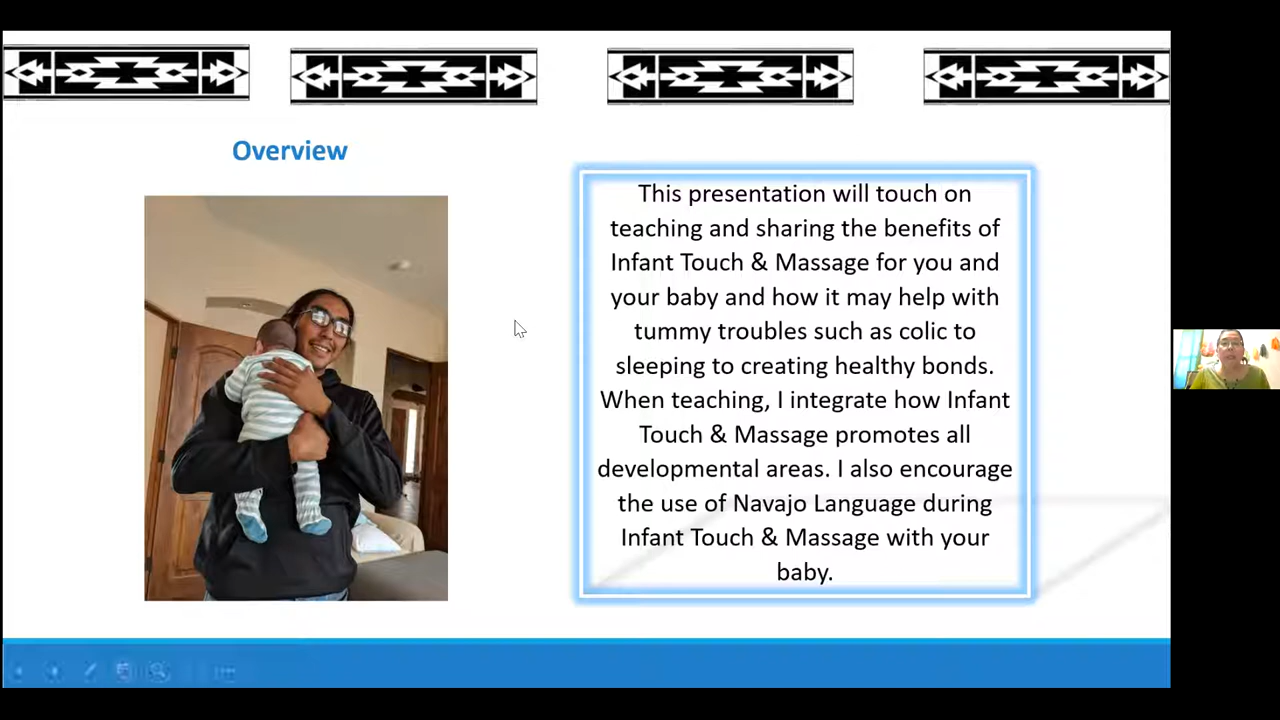 Overview
This presentation will touch on
teaching and sharing the benefits of
Infant Touch & Massage for you and
your baby and how it may help with
tummy troubles such as colic to
sleeping to creating healthy bonds.
When teaching, I integrate how Infant
Touch & Massage promotes all
developmental areas. I also encourage
the use of Navajo Language during
Infant Touch & Massage with your
baby.